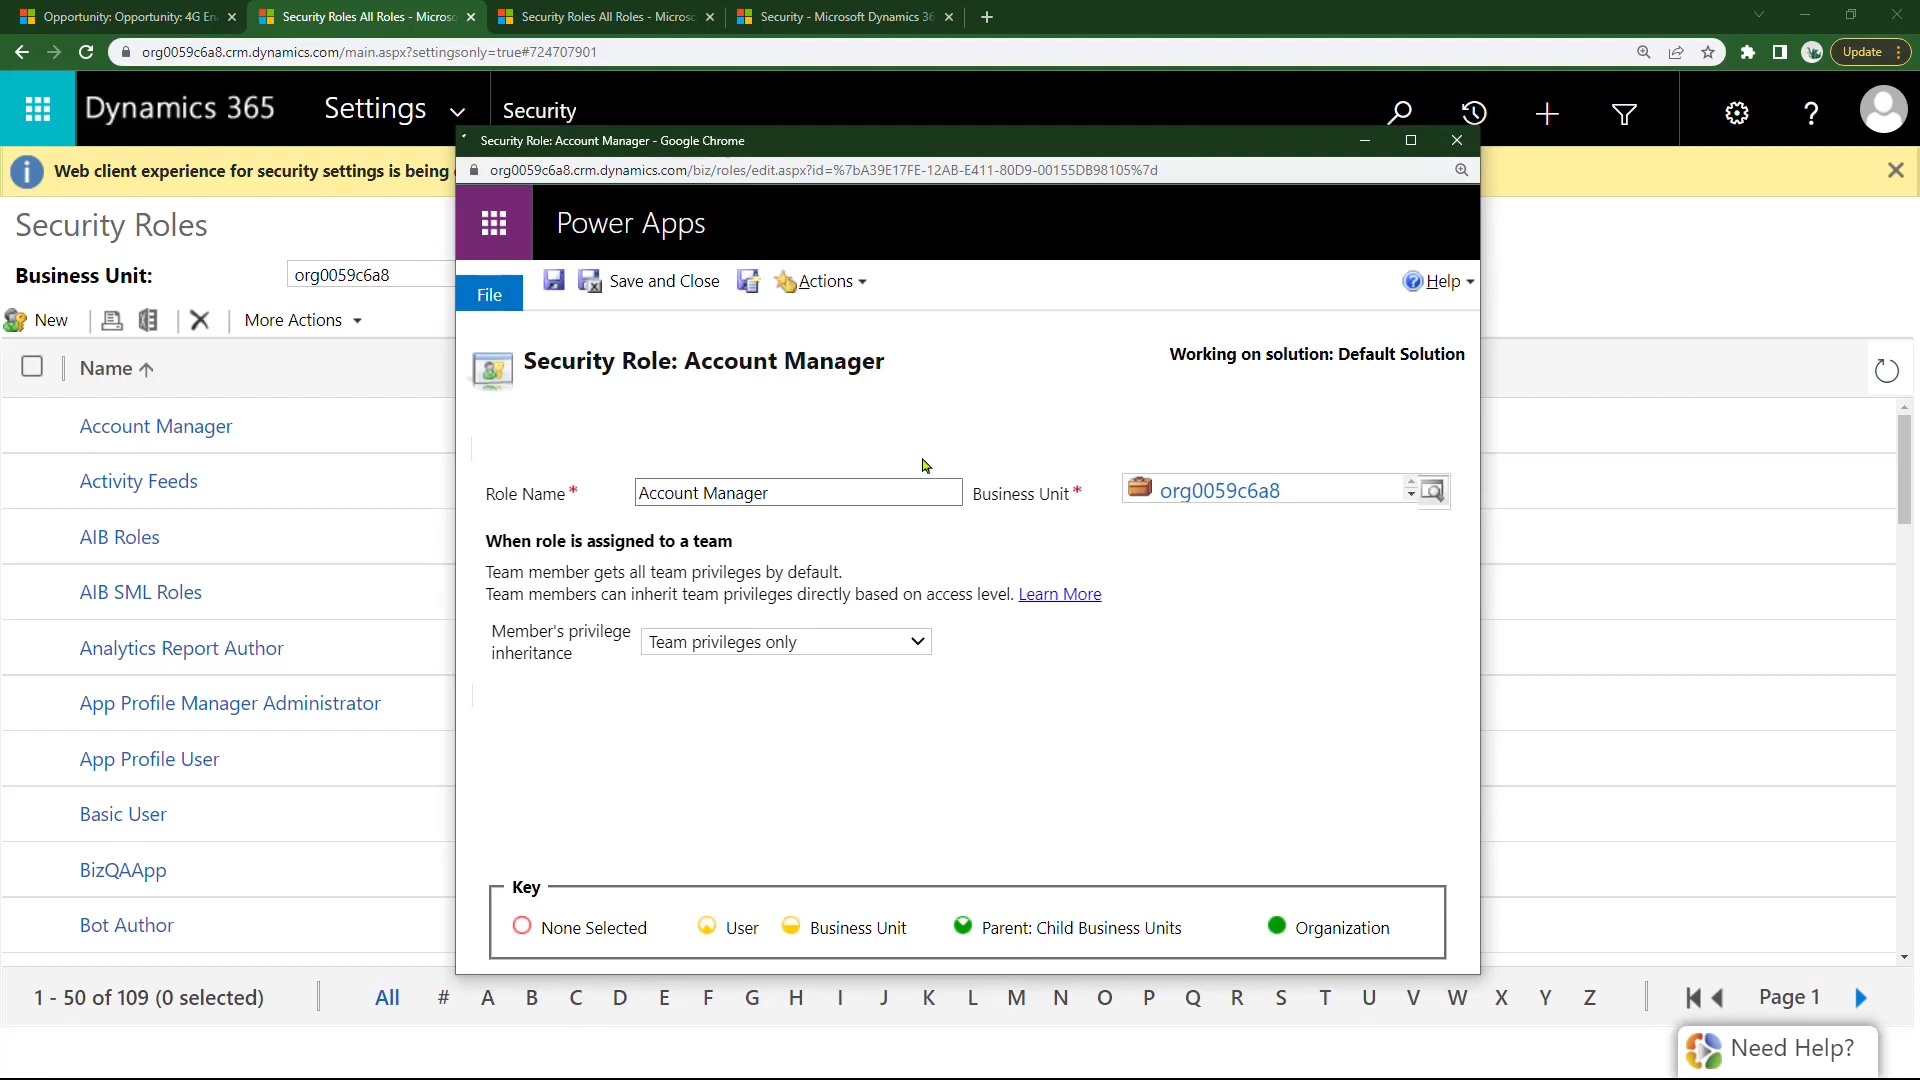 Opportunity: Opportunity: 4G En
Security Roles All Roles - Micros
Security Roles All Roles - Micros
Security - Microsoft Dynamics 36
org0059c6a8.crm.dynamics.com/main.aspx?settingsonly=true#724707901
Update
Dynamics 365
Settings
Security
Web client experience for security settings is being
Security Roles
Business Unit:
org0059c6a8
New
More Actions
Name
Account Manager
Activity Feeds
AIB Roles
AIB SML Roles
Analytics Report Author
App Profile Manager Administrator
App Profile User
Basic User
BizQAApp
Bot Author
Security Role: Account Manager - Google Chrome
org0059c6a8.crm.dynamics.com/biz/roles/edit.aspx?id=%7bA39E17FE-12AB-E411-80D9-00155DB98105%7d
Power Apps
File
Save and Close
Actions
Help
Security Role: Account Manager
Working on solution: Default Solution
Role Name *
Account Manager
Business Unit *
org0059c6a8
When role is assigned to a team
Team member gets all team privileges by default.
Team members can inherit team privileges directly based on access level. Learn More
Member's privilege
inheritance
Team privileges only
Key
None Selected
User
Business Unit
Parent: Child Business Units
Organization
1 - 50 of 109 (0 selected)
All # A B C D E F G H I J K L M N O P Q R S T U V W X Y Z
Page 1
Need Help?